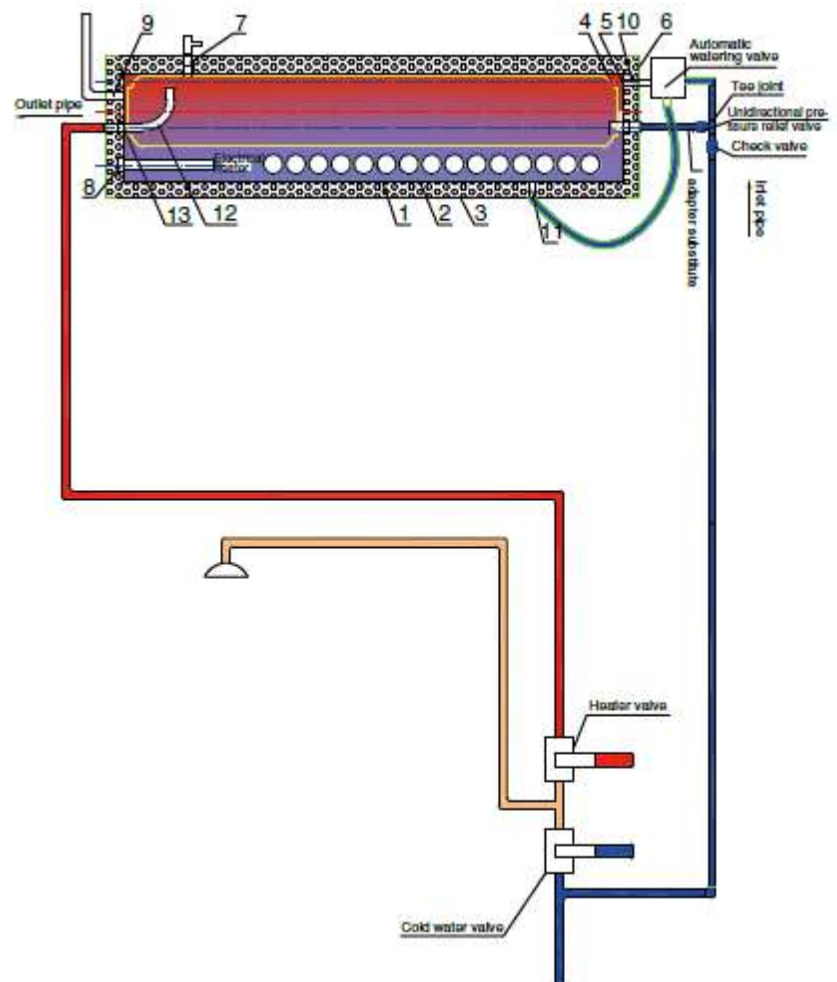 9
7
4
5
10
6
Automatic
watering valve
Tee joint
Outlet pipe
Unidirectional pre-
ssure relief valve
Check valve
Electrical
8
13
12
1
2
3
11
adapter substitute
Inlet pipe
Heater valve
Cold water valve